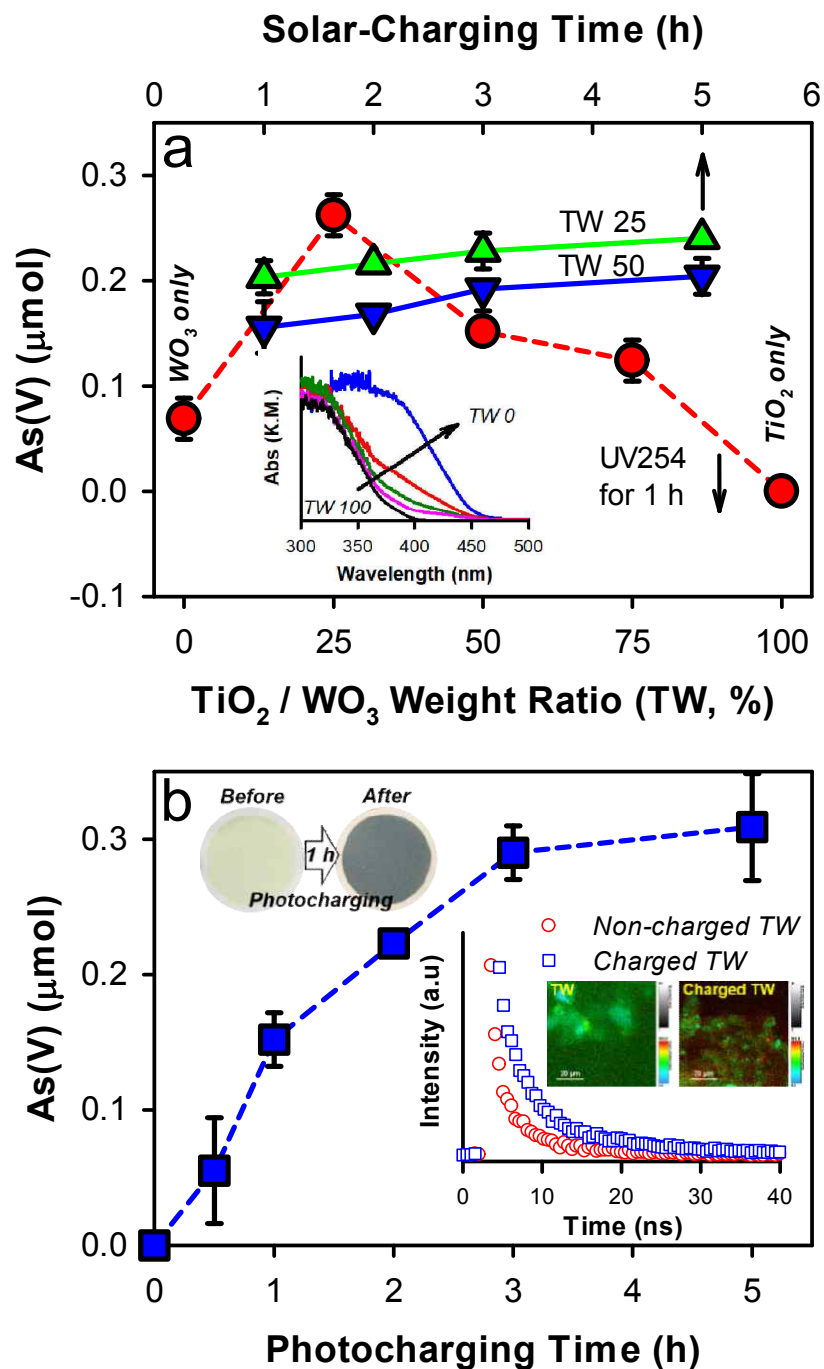 Solar-Charging Time (h)
0 1 2 3 4 5 6
a
0.3
0.2
0.1
0.0
-0.1
As(V) (μmol)
WO₃ only
TW 25
TW 50
TiO₂ only
UV254
for 1 h
Abs (K.M.)
TW 0
TW 100
300 350 400 450 500
Wavelength (nm)
0 25 50 75 100
TiO₂ / WO₃ Weight Ratio (TW, %)
b
Before After
1 h
Photocharging
0.3
0.2
0.1
0.0
As(V) (μmol)
Non-charged TW
Charged TW
TW
Charged TW
20 μm
20 μm
Intensity (a.u)
0 10 20 30 40
Time (ns)
0 1 2 3 4 5
Photocharging Time (h)